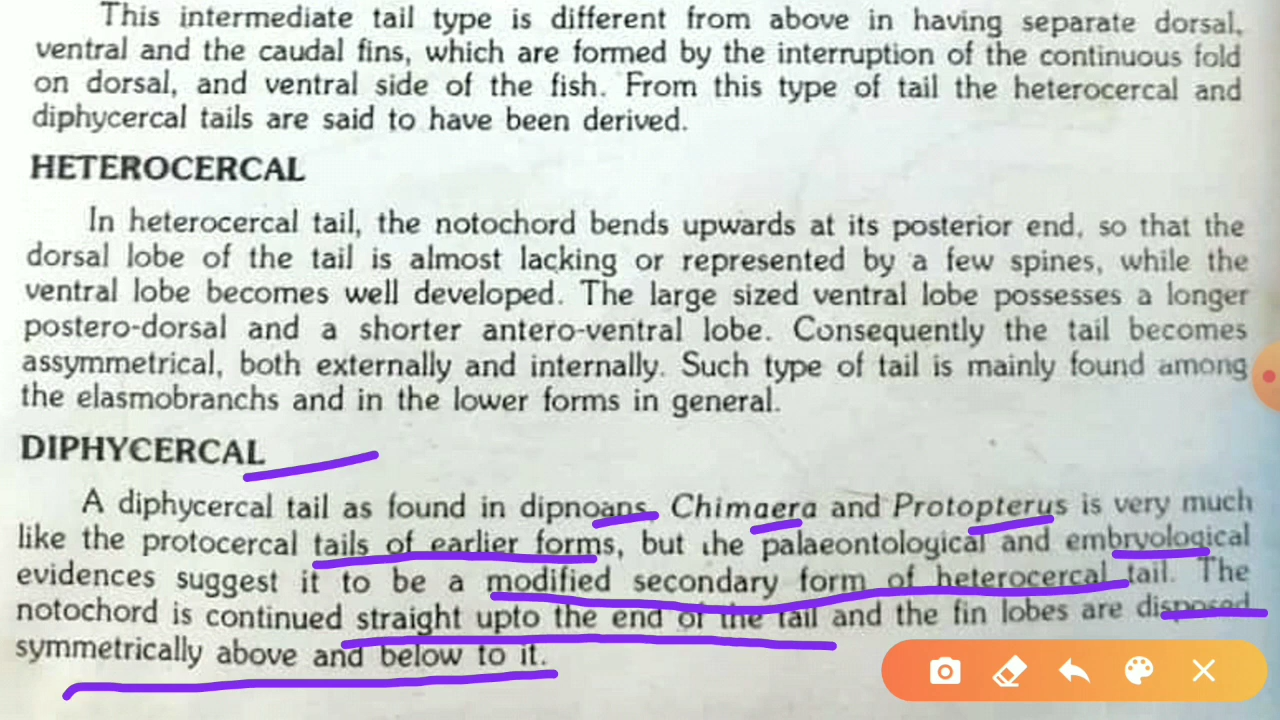 This intermediate tail type is different from above in having separate dorsal,
ventral and the caudal fins, which are formed by the interruption of the continuous fold
on dorsal, and ventral side of the fish. From this type of tail the heterocercal and
diphycercal tails are said to have been derived.
HETEROCERCAL
In heterocercal tail, the notochord bends upwards at its posterior end, so that the
dorsal lobe of the tail is almost lacking or represented by a few spines, while the
ventral lobe becomes well developed. The large sized ventral lobe possesses a longer
postero-dorsal and a shorter antero-ventral lobe. Consequently the tail becomes
assymmetrical, both externally and internally. Such type of tail is mainly found among
the elasmobranchs and in the lower forms in general.
DIPHYCERCAL
A diphycercal tail as found in dipnoans, Chimaera and Protopterus is very much
like the protocercal tails of earlier forms, but the palaeontological and embryological
evidences suggest it to be a modified secondary form of heterocercal tail. The
notochord is continued straight upto the end of the tail and the fin lobes are disposed
symmetrically above and below to it.